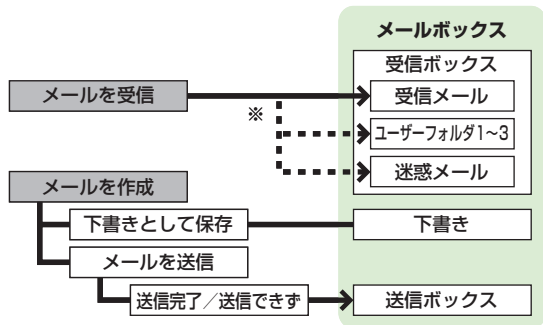 メールボックス
受信ボックス
メールを受信
受信メール
※
ユーザーフォルダ1~3
迷惑メール
メールを作成
下書きとして保存
下書き
メールを送信
送信完了/送信できず
送信ボックス